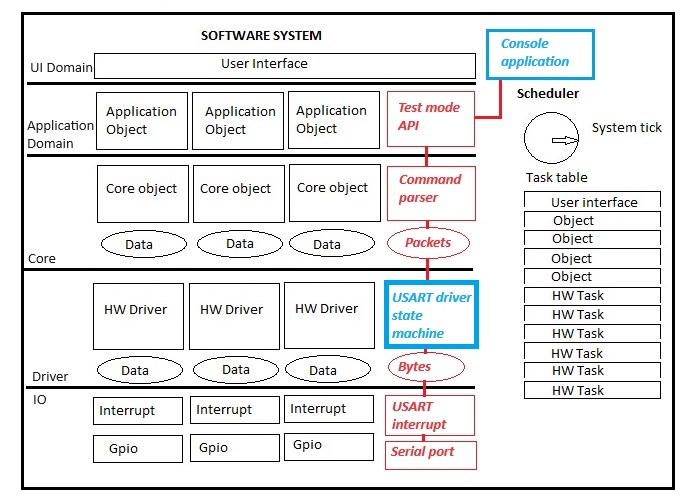 SOFTWARE SYSTEM
Console
application
UI Domain
User Interface
Scheduler
System tick
Task table
User interface
Object
Object
Object
Object
HW Task
HW Task
HW Task
HW Task
HW Task
HW Task
Application
Domain
Application
Object
Application
Object
Application
Object
Test mode
API
Core object
Core object
Core object
Command
parser
Data
Data
Data
Packets
Core
HW Driver
HW Driver
HW Driver
USART driver
state
machine
Data
Data
Data
Bytes
Driver
IO
Interrupt
Interrupt
Interrupt
USART
interrupt
Gpio
Gpio
Gpio
Serial port